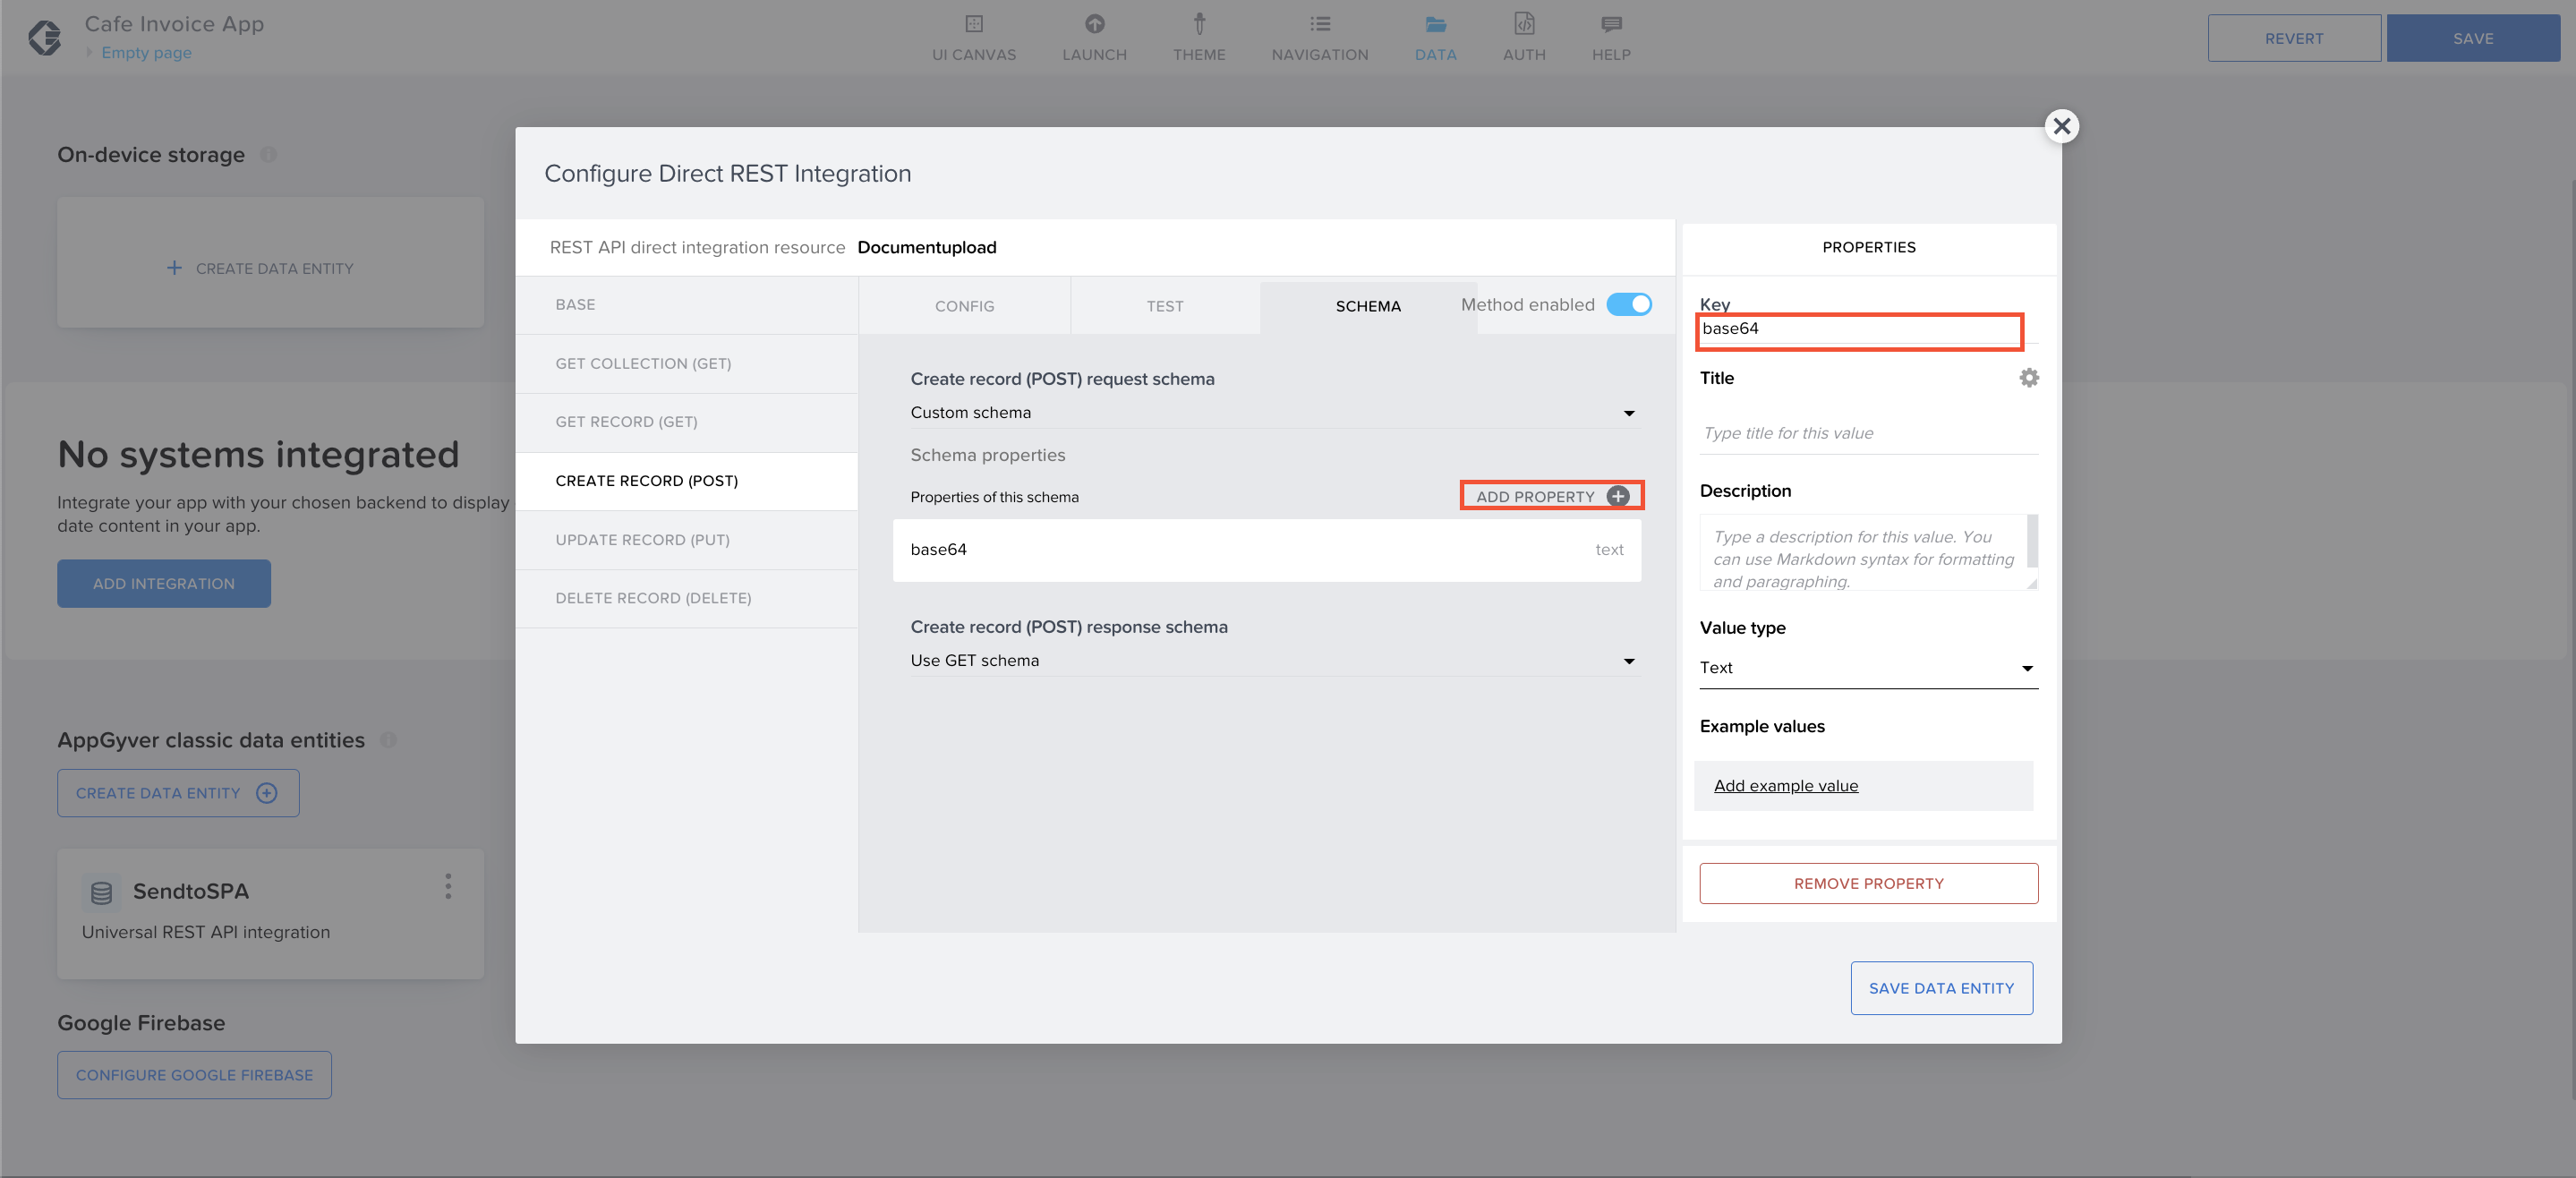 Cafe Invoice App
Empty page
UI CANVAS
LAUNCH
THEME
NAVIGATION
DATA
AUTH
HELP
REVERT
SAVE
On-device storage
CREATE DATA ENTITY
No systems integrated
Integrate your app with your chosen backend to display
date content in your app.
ADD INTEGRATION
AppGyver classic data entities
CREATE DATA ENTITY
SendtoSPA
Universal REST API integration
Google Firebase
CONFIGURE GOOGLE FIREBASE
Configure Direct REST Integration
REST API direct integration resource Documentupload
BASE
GET COLLECTION (GET)
GET RECORD (GET)
CREATE RECORD (POST)
UPDATE RECORD (PUT)
DELETE RECORD (DELETE)
CONFIG
TEST
SCHEMA
Method enabled
Create record (POST) request schema
Custom schema
Schema properties
Properties of this schema
ADD PROPERTY
base64
text
Create record (POST) response schema
Use GET schema
PROPERTIES
Key
base64
Title
Type title for this value
Description
Type a description for this value. You
can use Markdown syntax for formatting
and paragraphing.
Value type
Text
Example values
Add example value
REMOVE PROPERTY
SAVE DATA ENTITY